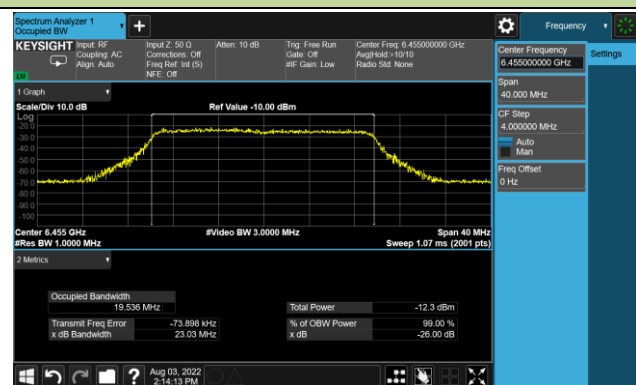 Spectrum Analyzer 1
Occupied BW
Frequency
KEYSIGHT
Input: RF
Coupling: AC
Align: Auto
Input Z: 50 Ω
Corrections: Off
Freq Ref: Int (S)
NFE: Off
Atten: 10 dB
Trig: Free Run
Gate: Off
#IF Gain: Low
Center Freq: 6.455000000 GHz
Avg|Hold:>10/10
Radio Std: None
Center Frequency
6.455000000 GHz
Settings
Span
40.000 MHz
CF Step
4.000000 MHz
Auto
Man
Freq Offset
0 Hz
1 Graph
Scale/Div 10.0 dB
Ref Value -10.00 dBm
Log
-20.0
-30.0
-40.0
-50.0
-60.0
-70.0
-80.0
-90.0
-100
Center 6.455 GHz
#Video BW 3.0000 MHz
Span 40 MHz
#Res BW 1.0000 MHz
Sweep 1.07 ms (2001 pts)
2 Metrics
Occupied Bandwidth
19.536 MHz
Total Power
-12.3 dBm
Transmit Freq Error
-73.898 kHz
% of OBW Power
99.00 %
x dB Bandwidth
23.03 MHz
x dB
-26.00 dB
Aug 03, 2022
2:14:13 PM